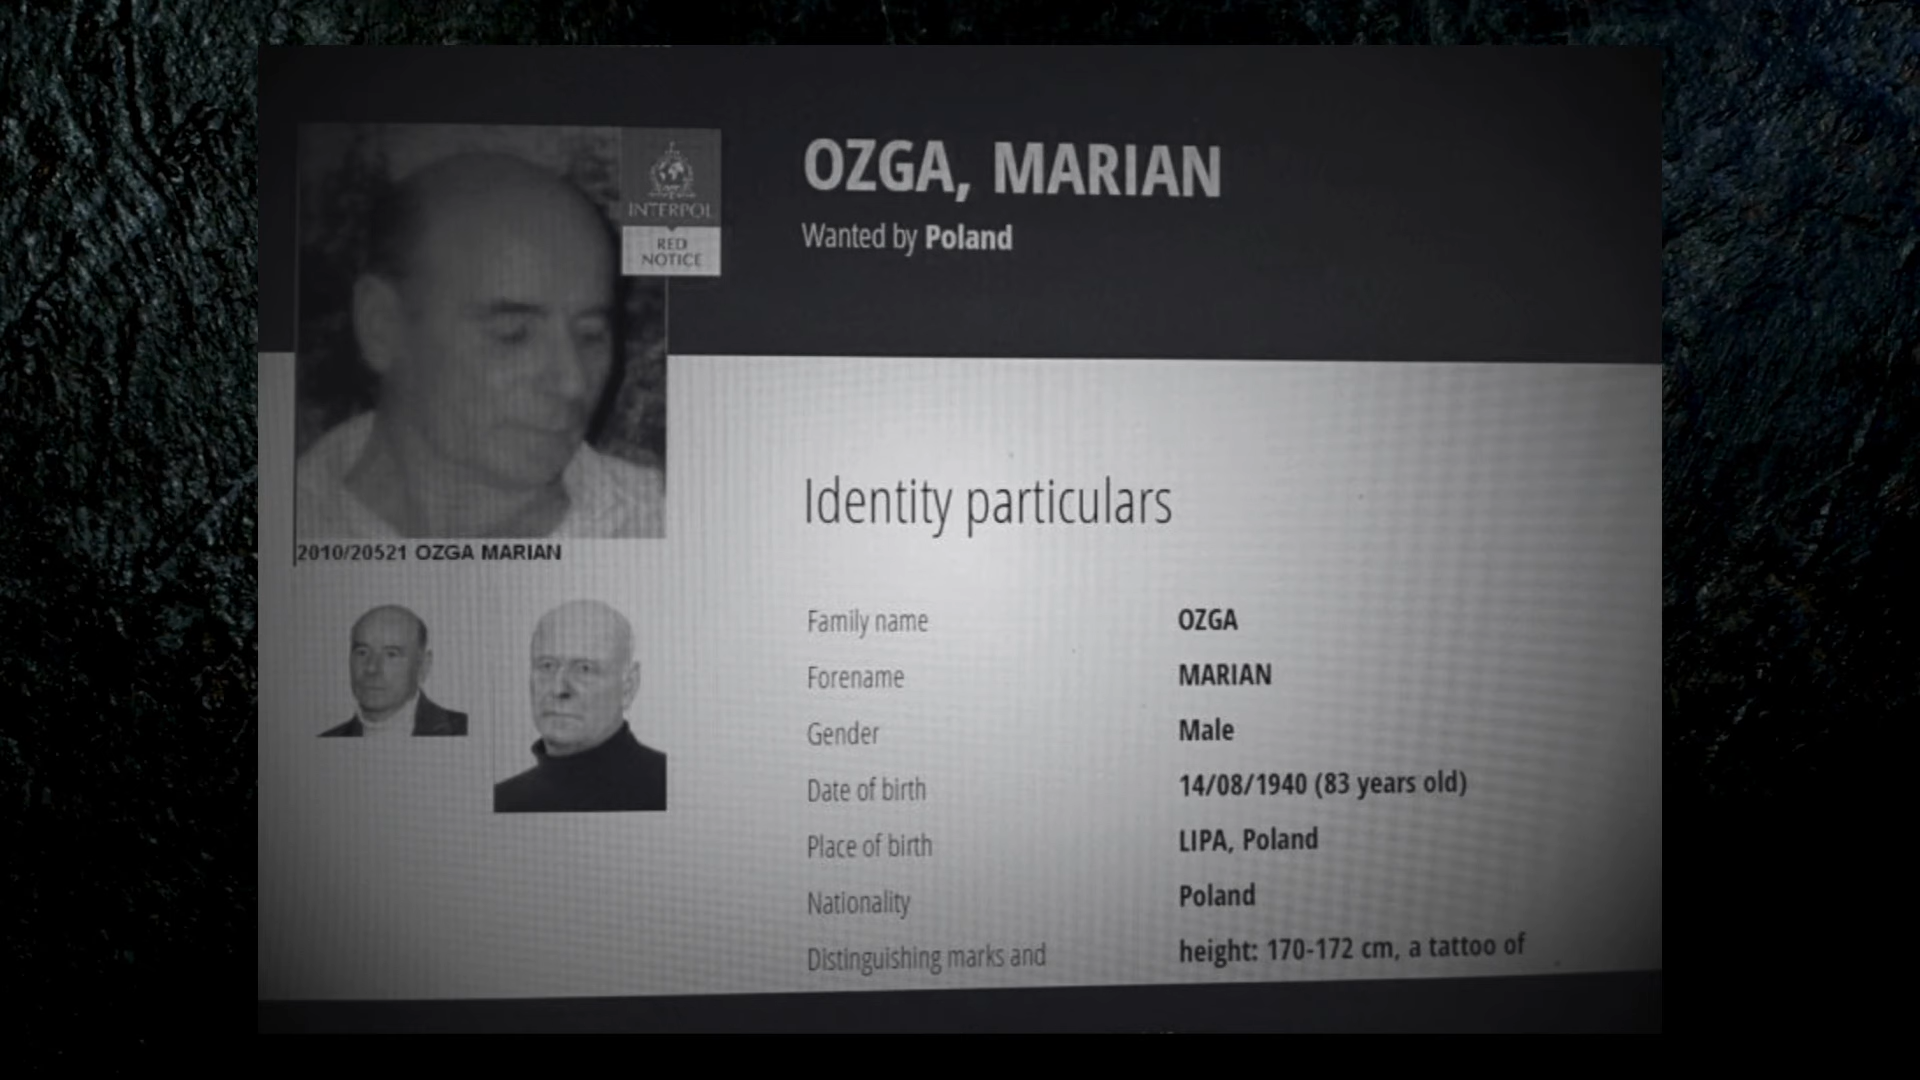 OZGA, MARIAN
Wanted by Poland
INTERPOL
RED
NOTICE
2010/20521 OZGA MARIAN
Identity particulars
Family name OZGA
Forename MARIAN
Gender Male
Date of birth 14/08/1940 (83 years old)
Place of birth LIPA, Poland
Nationality Poland
Distinguishing marks and height: 170-172 cm, a tattoo of